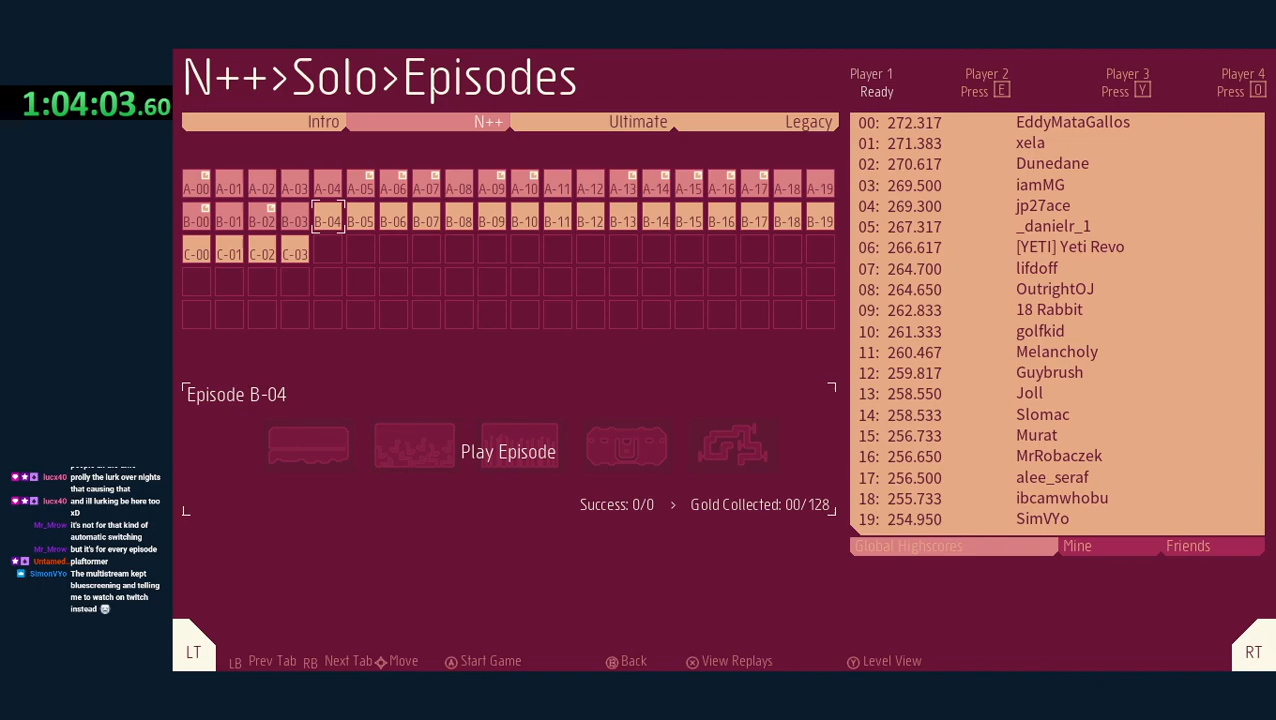 1:04:03.60
N++>Solo>Episodes
Player 1
Ready
Player 2
Press E
Player 3
Press Y
Player 4
Press O
Intro
N++
Ultimate
Legacy
A-00 A-01 A-02 A-03 A-04 A-05 A-06 A-07 A-08 A-09 A-10 A-11 A-12 A-13 A-14 A-15 A-16 A-17 A-18 A-19
B-00 B-01 B-02 B-03 B-04 B-05 B-06 B-07 B-08 B-09 B-10 B-11 B-12 B-13 B-14 B-15 B-16 B-17 B-18 B-19
C-00 C-01 C-02 C-03
Episode B-04
Play Episode
Success: 0/0 > Gold Collected: 00/128
00: 272.317 EddyMataGallos
01: 271.383 xela
02: 270.617 Dunedane
03: 269.500 iamMG
04: 269.300 jp27ace
05: 267.317 _danielr_1
06: 266.617 [YETI] Yeti Revo
07: 264.700 lifdoff
08: 264.650 OutrightOJ
09: 262.833 18 Rabbit
10: 261.333 golfkid
11: 260.467 Melancholy
12: 259.817 Guybrush
13: 258.550 Joll
14: 258.533 Slomac
15: 256.733 Murat
16: 256.650 MrRobaczek
17: 256.500 alee_seraf
18: 255.733 ibcamwhobu
19: 254.950 SimVYo
Global Highscores
Mine
Friends
lucx40 prolly the lurk over nights
that causing that
lucx40 and ill lurking be here too
xD
Mr_Mrow it's not for that kind of
automatic switching
Mr_Mrow but it's for every episode
Untamed.. plaftormer
SimonVYo The multistream kept
bluescreening and telling
me to watch on twitch
instead
LT
LB Prev Tab RB Next Tab Move A Start Game B Back X View Replays Y Level View
RT